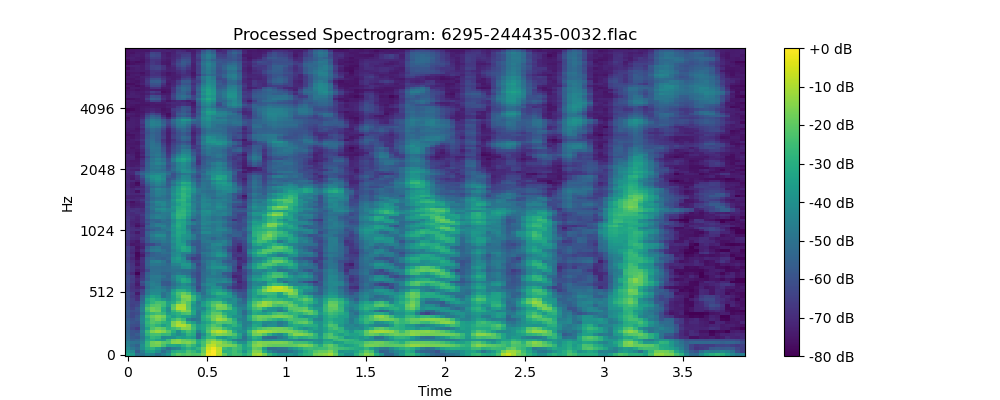 Processed Spectrogram: 6295-244435-0032.flac
+0 dB
-10 dB
-20 dB
-30 dB
-40 dB
-50 dB
-60 dB
-70 dB
-80 dB
4096
2048
1024
512
0
Hz
0 0.5 1 1.5 2 2.5 3 3.5
Time